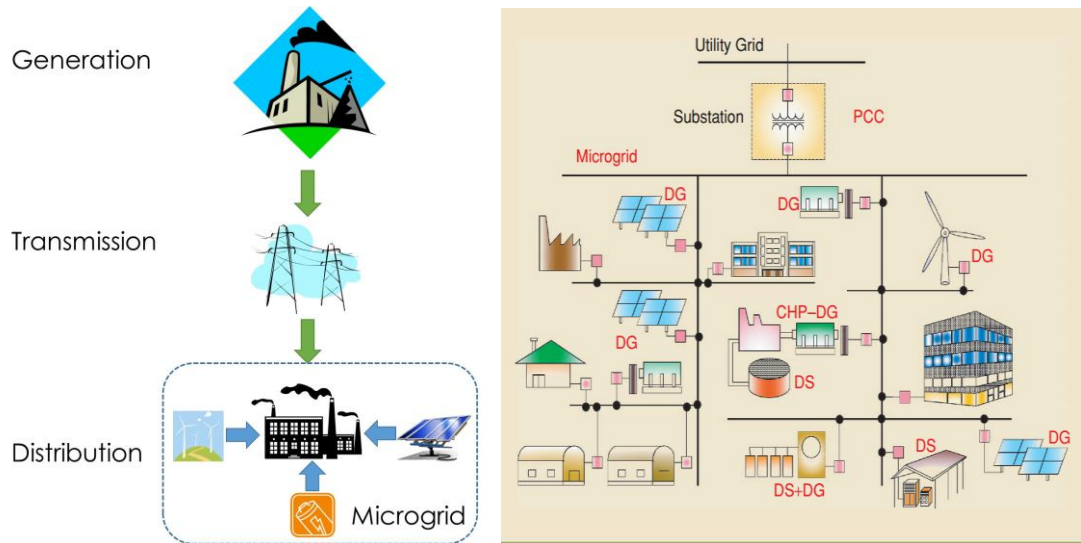 Generation
Transmission
Distribution
Microgrid
Utility Grid
Substation
PCC
Microgrid
DG
DG
DG
DG
CHP–DG
DS
DS+DG
DS
DG